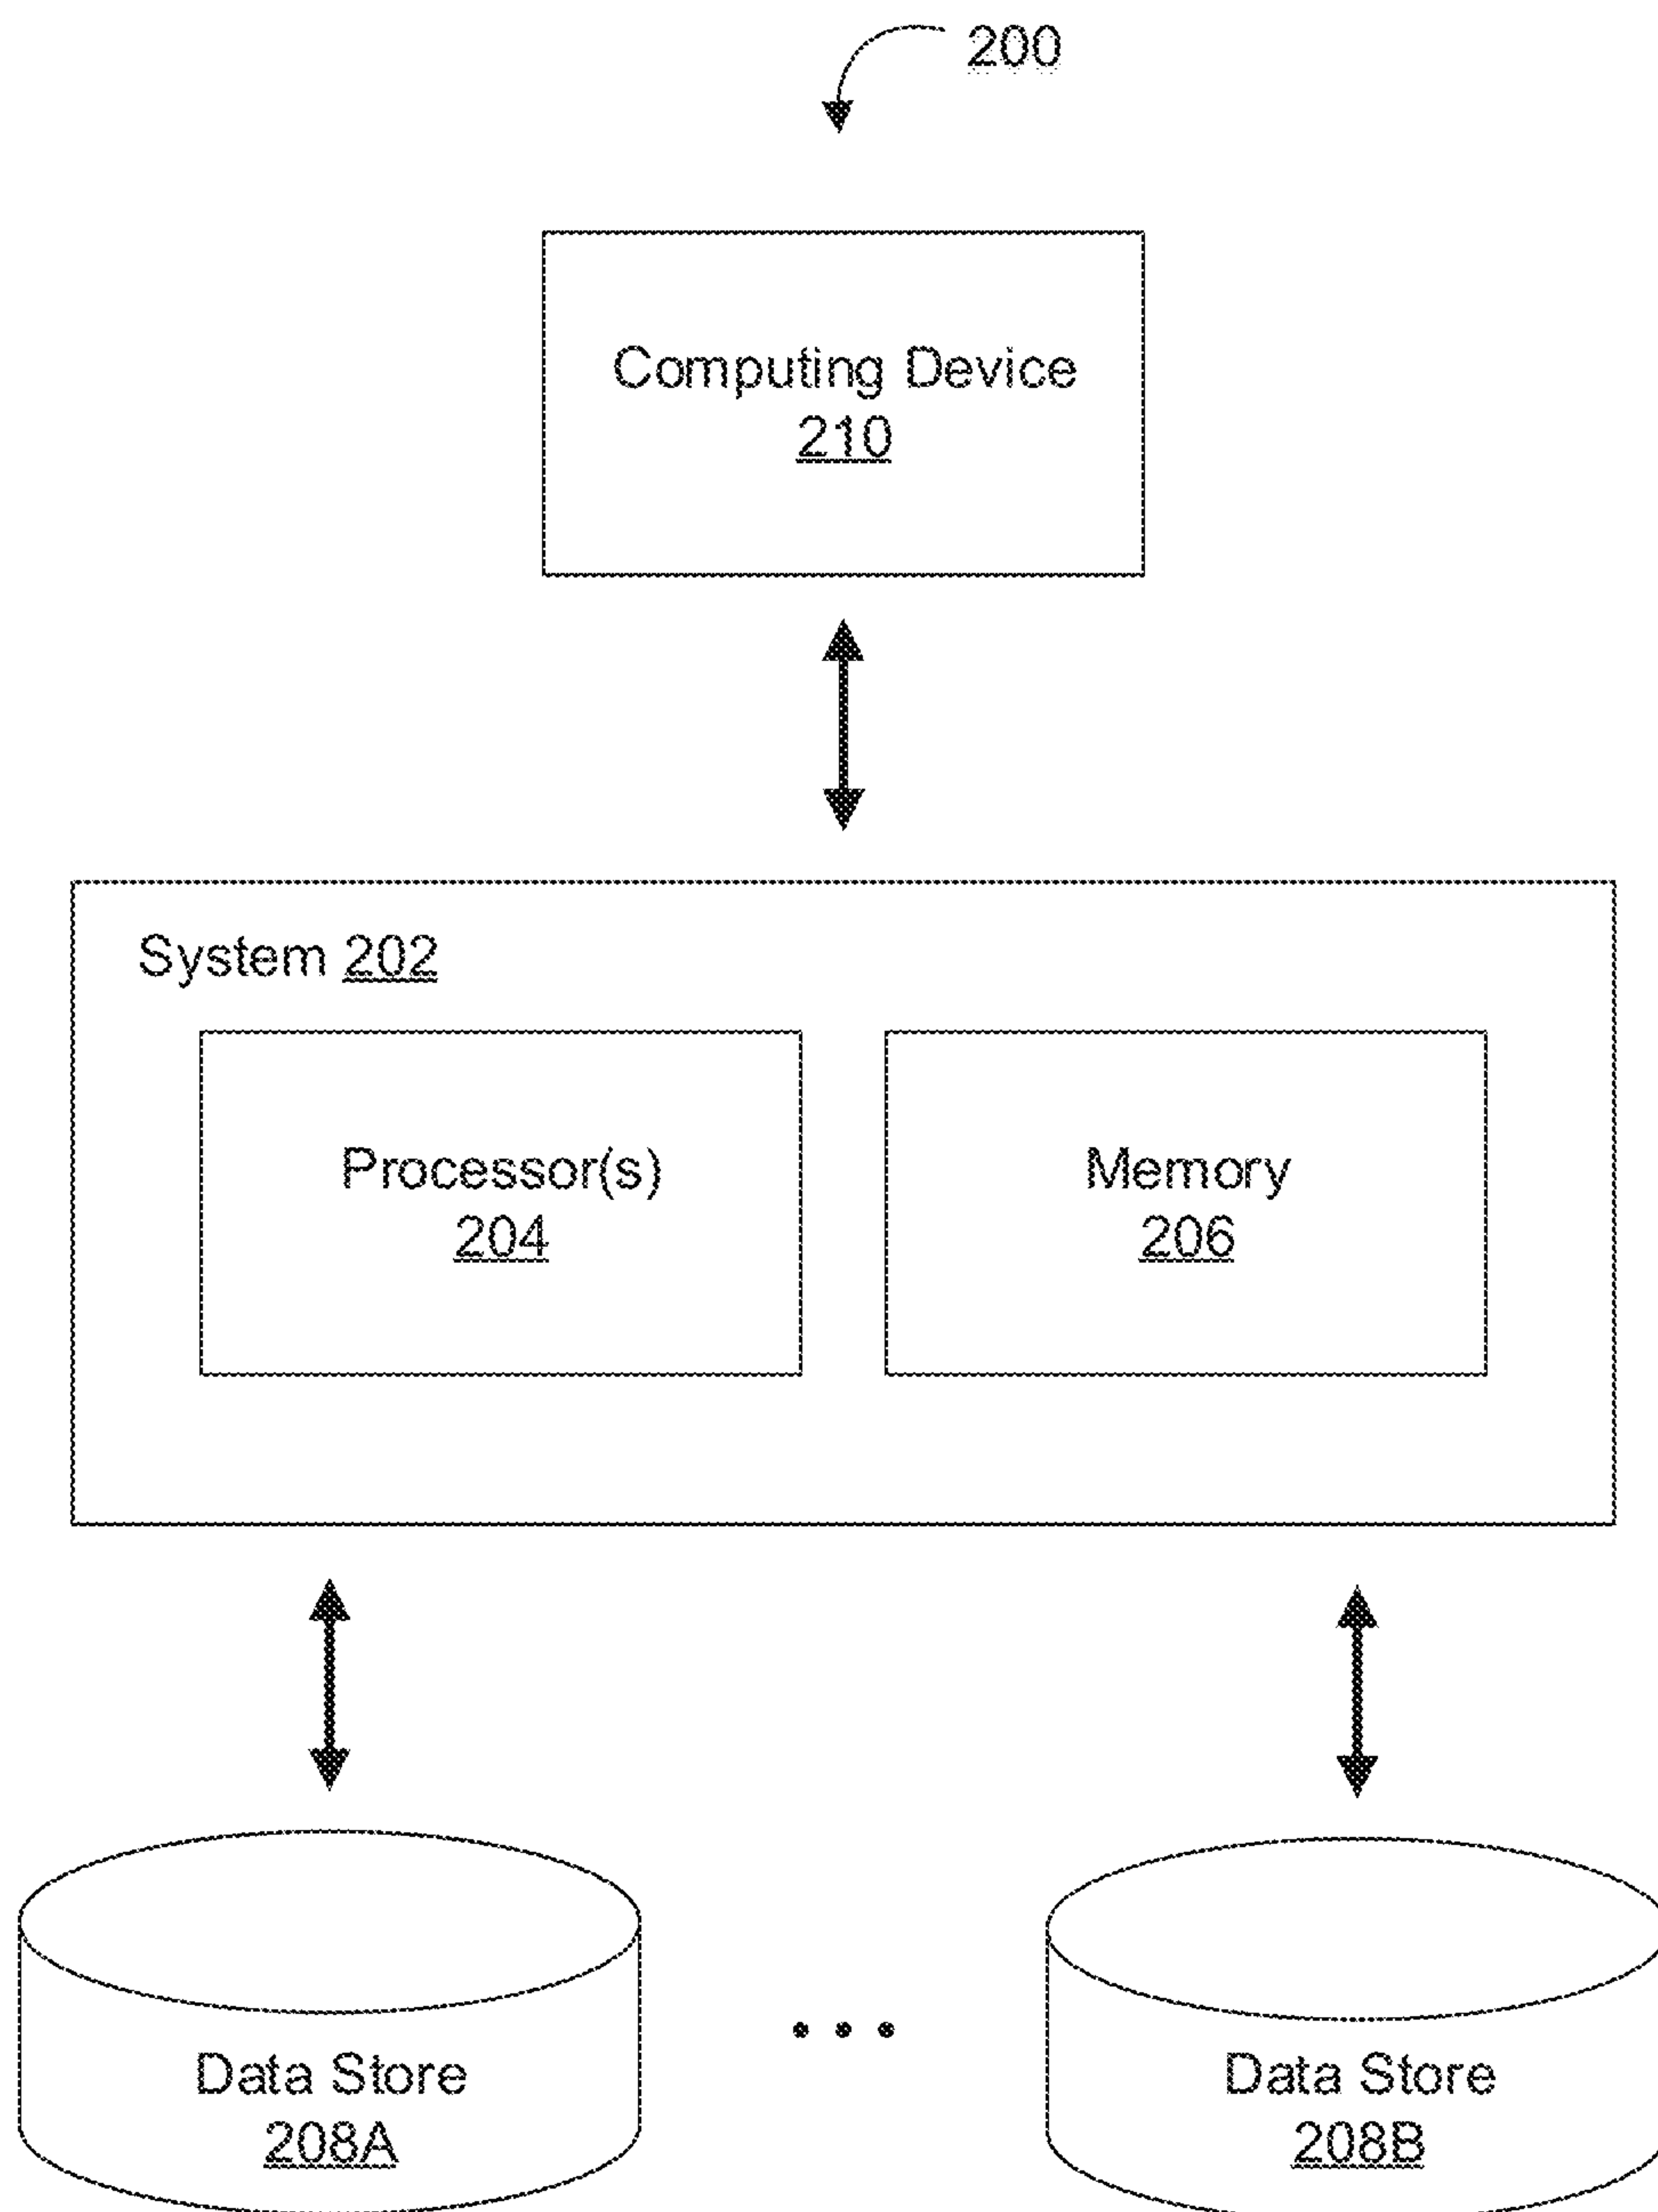 200
Computing Device
210
System 202
Processor(s)
204
Memory
206
Data Store
208A
...
Data Store
208B